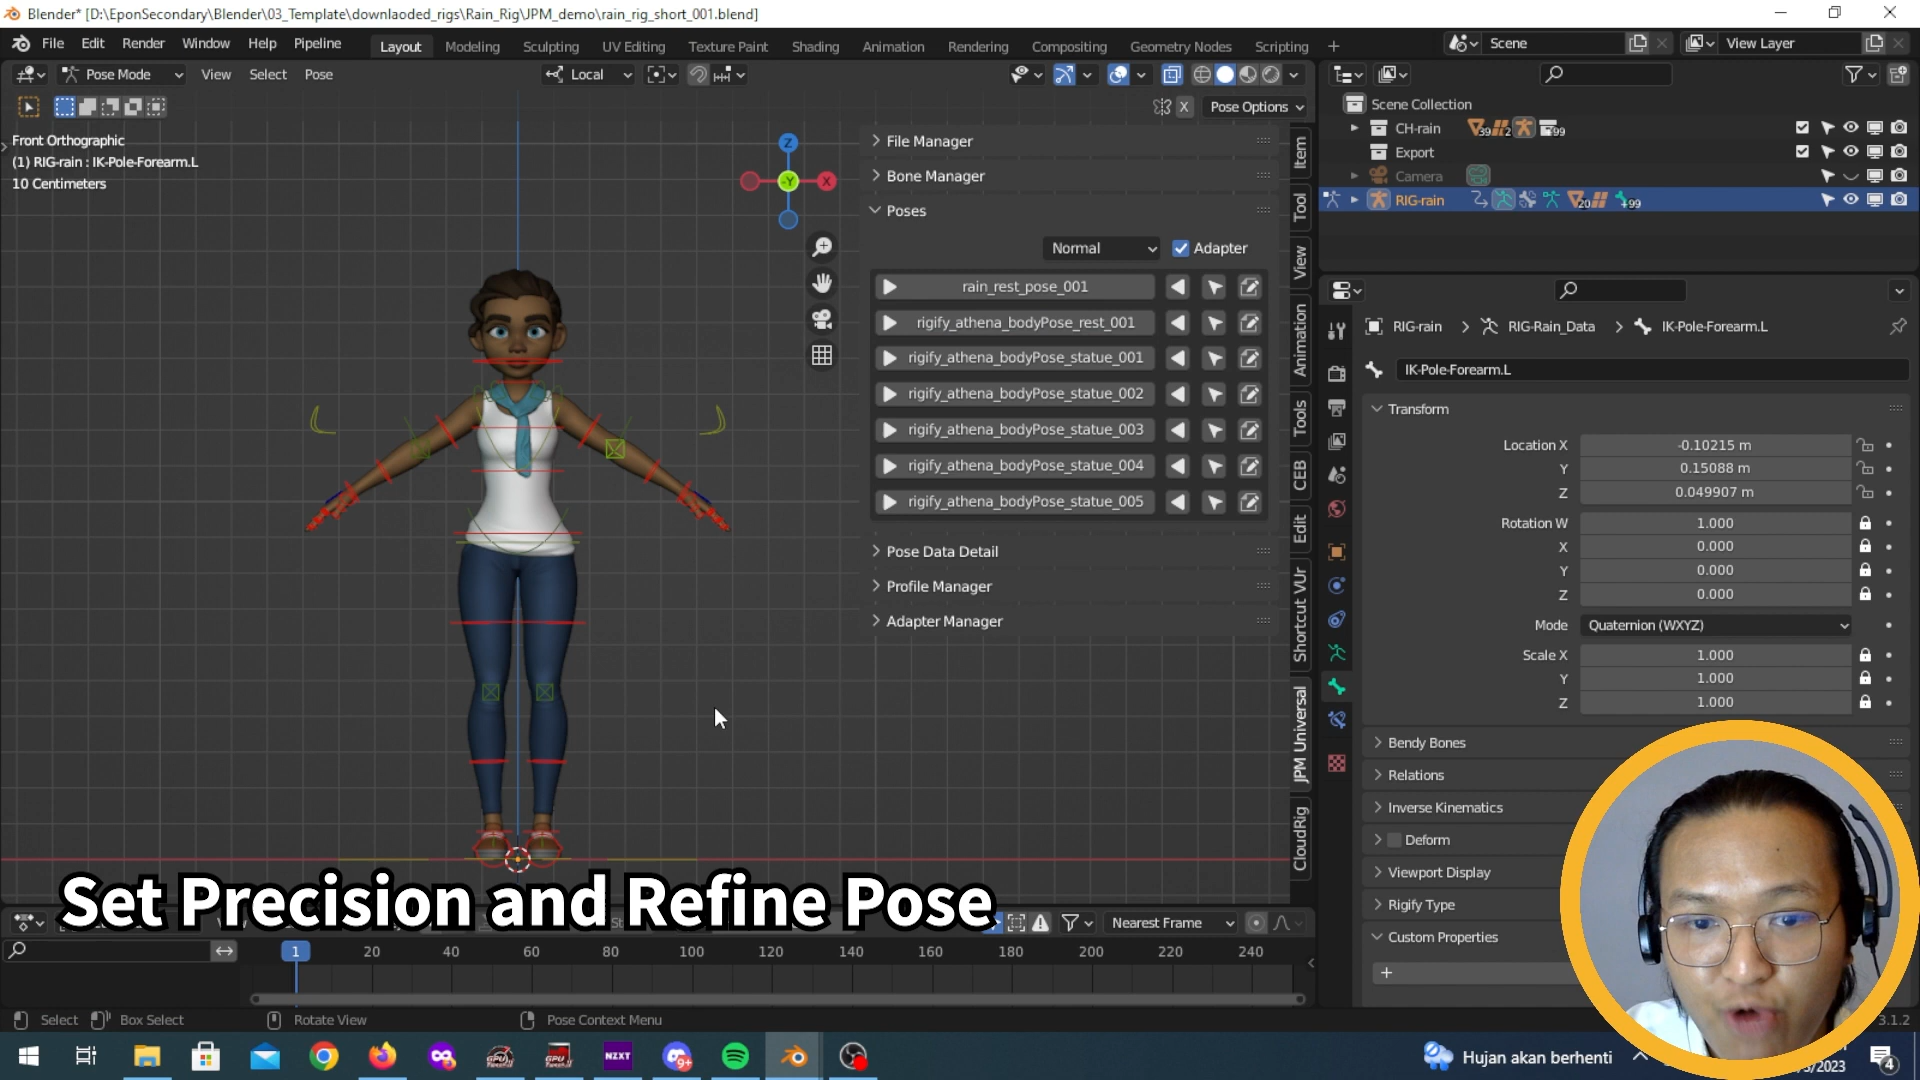 Blender* [D:\EponSecondary\Blender\03_Template\downlaoded_rigs\Rain_Rig\JPM_demo\rain_rig_short_001.blend]
File Edit Render Window Help Pipeline
Layout Modeling Sculpting UV Editing Texture Paint Shading Animation Rendering Compositing Geometry Nodes Scripting +
Scene
View Layer
Pose Mode View Select Pose
Local
X Pose Options
Front Orthographic
(1) RIG-rain : IK-Pole-Forearm.L
10 Centimeters
Z
-Y
X
File Manager
Bone Manager
Poses
Normal Adapter
rain_rest_pose_001
rigify_athena_bodyPose_rest_001
rigify_athena_bodyPose_statue_001
rigify_athena_bodyPose_statue_002
rigify_athena_bodyPose_statue_003
rigify_athena_bodyPose_statue_004
rigify_athena_bodyPose_statue_005
Pose Data Detail
Profile Manager
Adapter Manager
Item
Tool
View
Animation
Tools
CEB
Edit
Shortcut VUr
JPM Universal
CloudRig
Scene Collection
CH-rain 39 2 99
Export
Camera
RIG-rain 20 +99
RIG-rain RIG-Rain_Data IK-Pole-Forearm.L
IK-Pole-Forearm.L
Transform
Location X -0.10215 m
Y 0.15088 m
Z 0.049907 m
Rotation W 1.000
X 0.000
Y 0.000
Z 0.000
Mode Quaternion (WXYZ)
Scale X 1.000
Y 1.000
Z 1.000
Bendy Bones
Relations
Inverse Kinematics
Deform
Viewport Display
Rigify Type
Custom Properties
+
Set Precision and Refine Pose
Nearest Frame
1 20 40 60 80 100 120 140 160 180 200 220 240
Select Box Select Rotate View Pose Context Menu
3.1.2
NZXT
9+
Hujan akan berhenti
2023
4